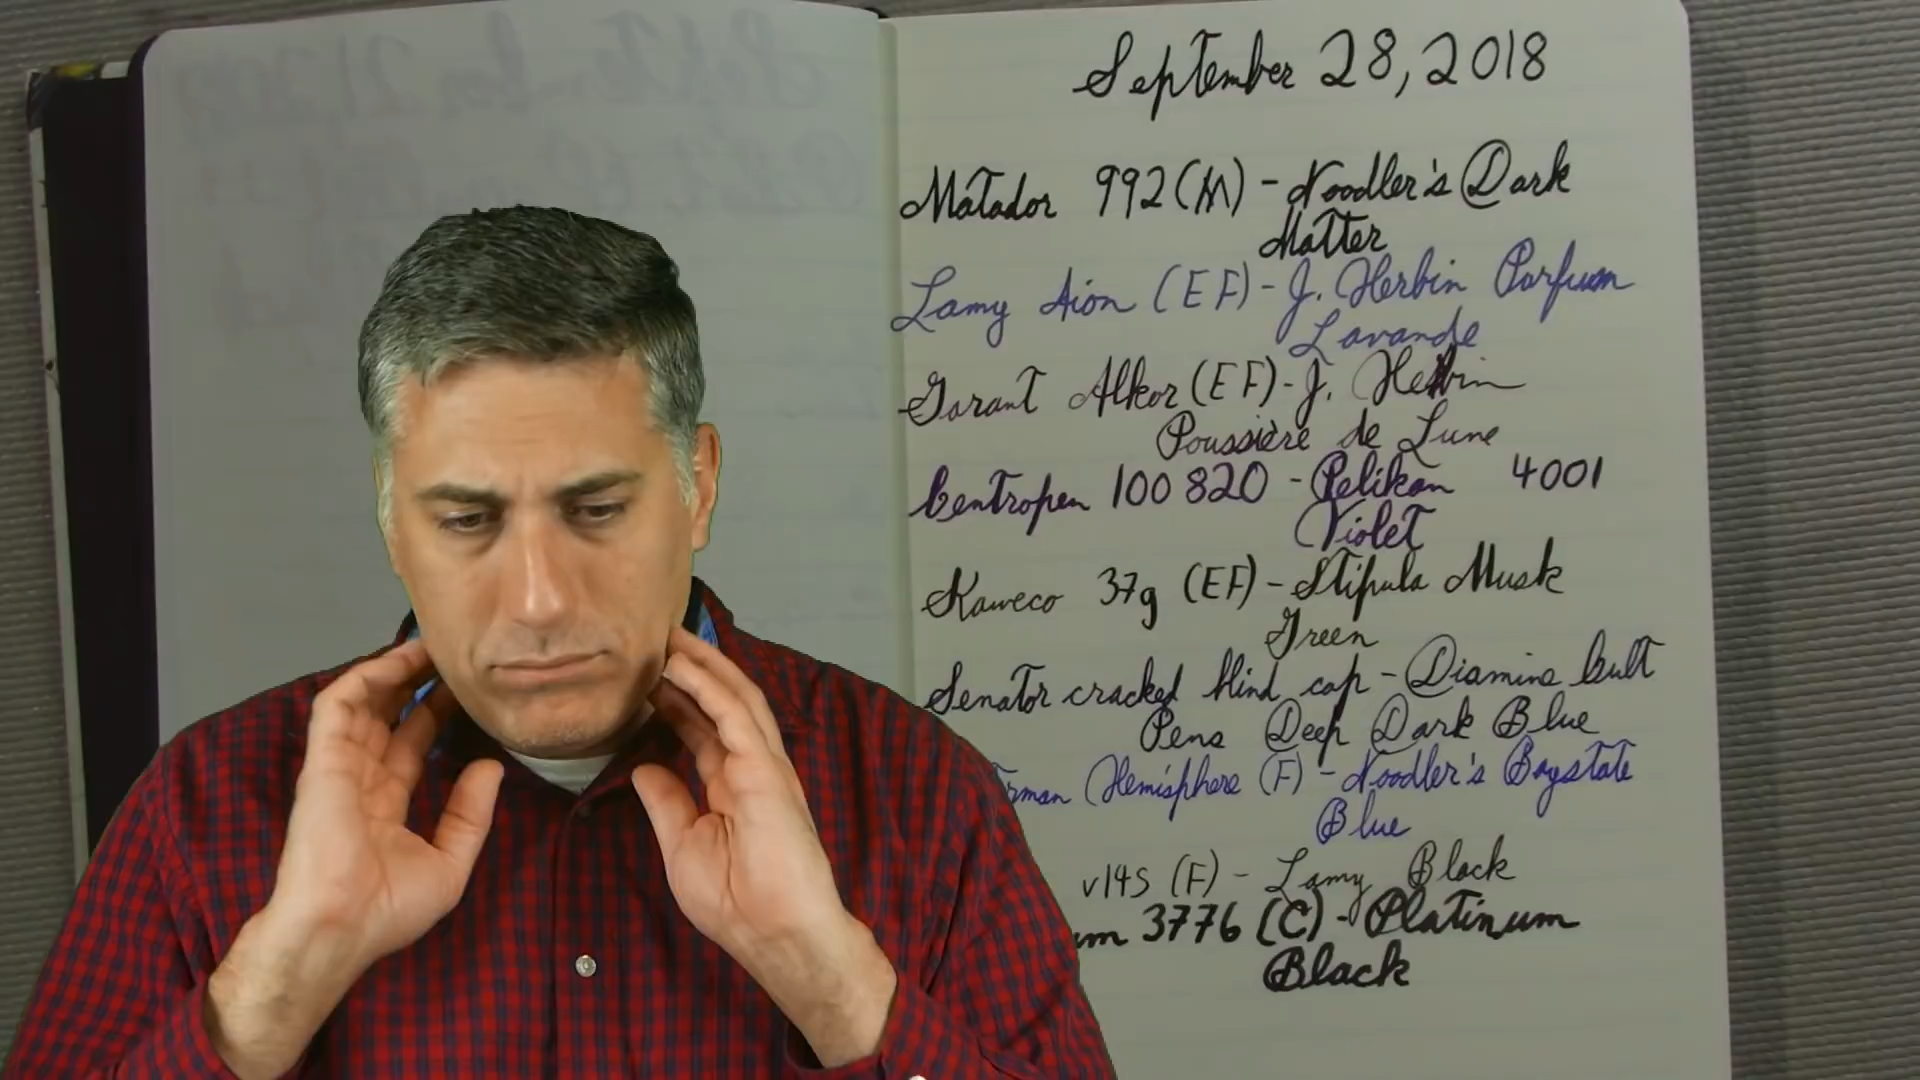 September 28, 2018
Matador 992 (M) - Noodler's Dark
Matter
Lamy Aion (EF) - J. Herbin Parfum
Lavande
Garant Alkor (EF) - J. Herbin
Poussière de Lune
Centropen 100 820 - Pelikan 4001
Violet
Kaweco 37g (EF) - Stipula Musk
Green
Senator cracked blind cap - Diamine Cult
Pens Deep Dark Blue
rman Hemisphere (F) - Noodler's Baystate
Blue
v14s (F) - Lamy Black
um 3776 (C) - Platinum
Black